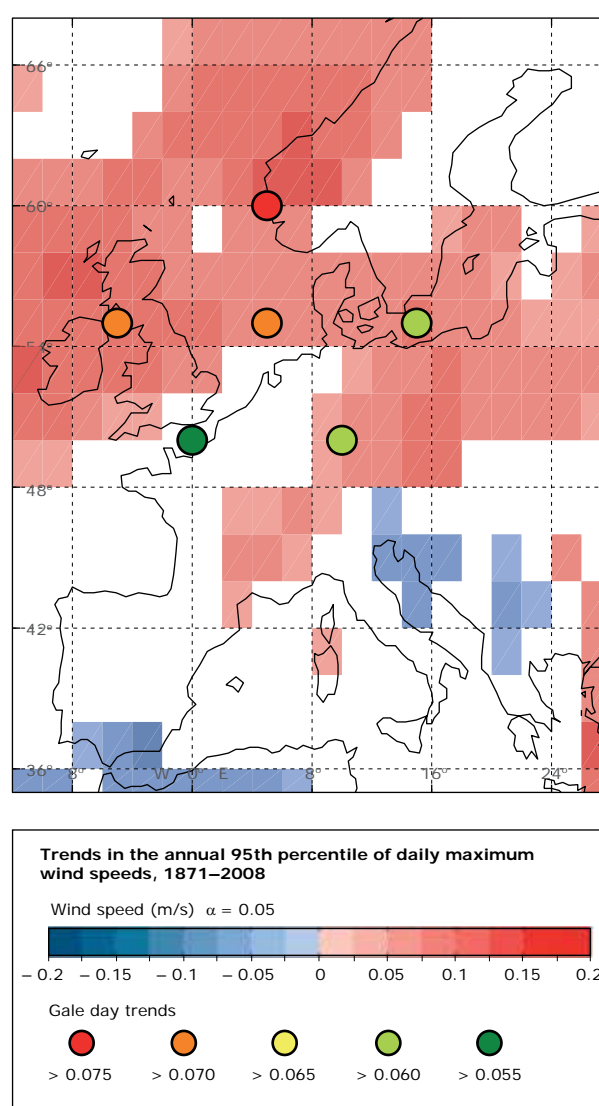 66°
60°
54°
48°
42°
36° 8° W 0° E 8° 16° 24°
Trends in the annual 95th percentile of daily maximum
wind speeds, 1871–2008
Wind speed (m/s) α = 0.05
– 0.2 – 0.15 – 0.1 – 0.05 0 0.05 0.1 0.15 0.2
Gale day trends
> 0.075 > 0.070 > 0.065 > 0.060 > 0.055